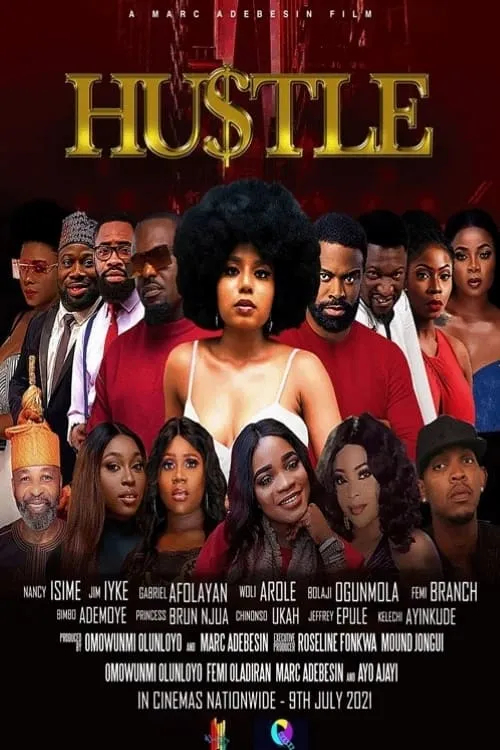 A MARC ADEBESIN FILM
HU$TLE
NANCY ISIME JIM IYKE GABRIEL AFOLAYAN WOLI AROLE BOLAJI OGUNMOLA FEMI BRANCH
BIMBO ADEMOYE PRINCESS BRUN NJUA CHINONSO UKAH JEFFREY EPULE KELECHI AYINKUDE
PRODUCED BY OMOWUNMI OLUNLOYO AND MARC ADEBESIN EXECUTIVE PRODUCER ROSELINE FONKWA MOUND JONGUI
OMOWUNMI OLUNLOYO FEMI OLADIRAN MARC ADEBESIN AND AYO AJAYI
IN CINEMAS NATIONWIDE - 9TH JULY 2021